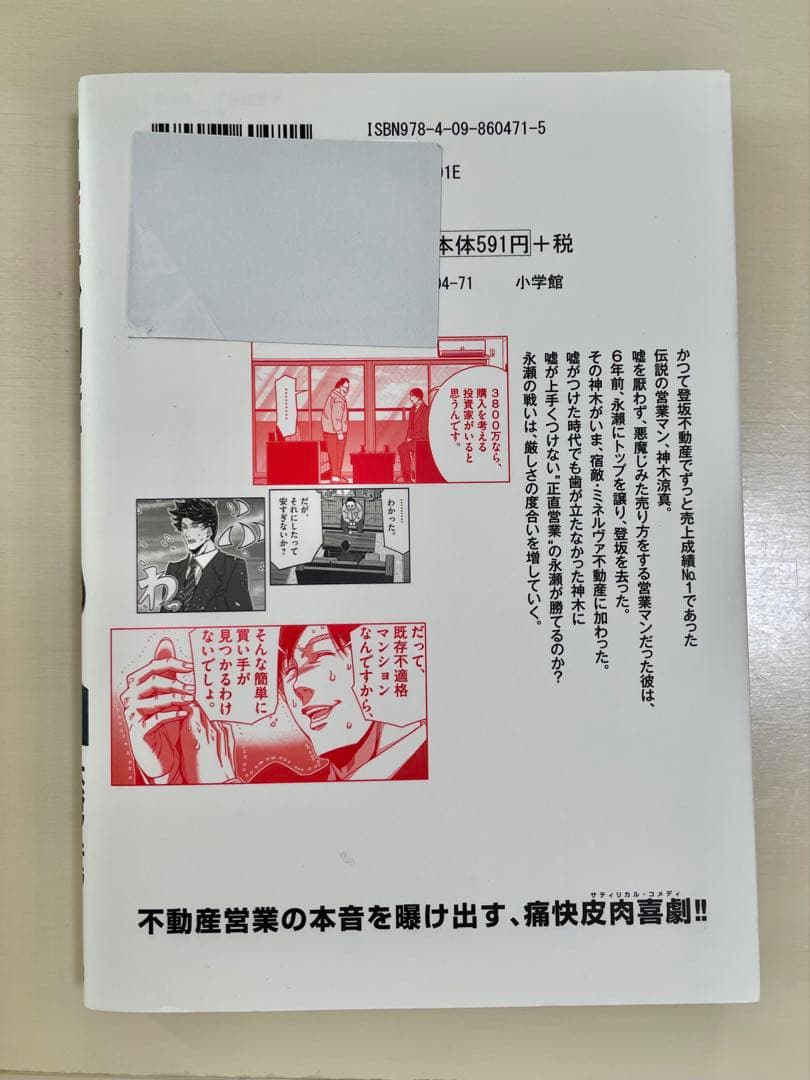 ISBN978-4-09-860471-5
01E
本体591円+税
04-71 小学館
かつて登坂不動産でずっと売上成績No.1であった
伝説の営業マン、神木涼真。
嘘を厭わず、悪魔じみた売り方をする営業マンだった彼は、
6年前、永瀬にトップを譲り、登坂を去った。
その神木がいま、宿敵・ミネルヴァ不動産に加わった。
嘘がつけた時代でも歯が立たなかった神木に
嘘が上手くつけない"正直営業"の永瀬が勝てるのか?
永瀬の戦いは、厳しさの度合いを増していく。
3800万なら、
購入を考える
投資家がいると
思うんです。
………
………
わかった。
だが、
それにしたって
安すぎないか?
ぶわっ
だって、
既存不適格
マンション
なんですから、
そんな簡単に
買い手が
見つかるわけ
ないでしょ。
サティリカル・コメディ
不動産営業の本音を曝け出す、痛快皮肉喜劇!!